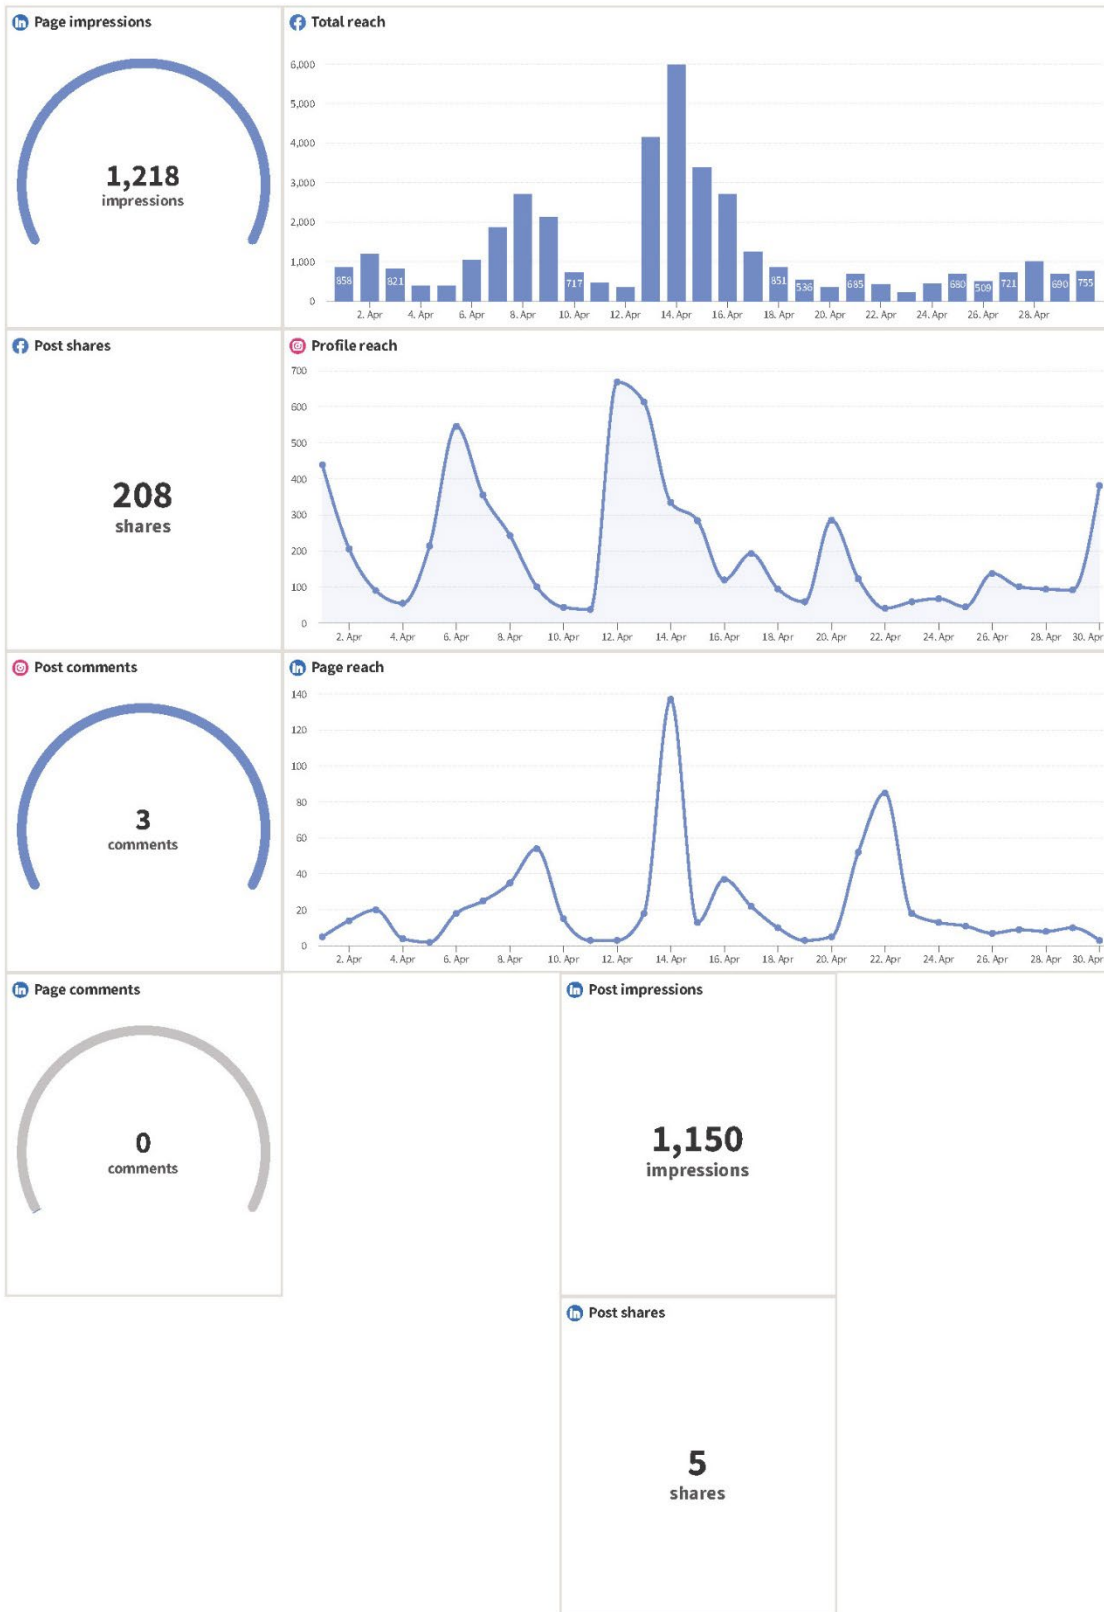 Page impressions
1,218
impressions
Total reach
6,000
5,000
4,000
3,000
2,000
1,000
0
858
821
717
851
536
685
680
509
721
690
755
2. Apr 4. Apr 6. Apr 8. Apr 10. Apr 12. Apr 14. Apr 16. Apr 18. Apr 20. Apr 22. Apr 24. Apr 26. Apr 28. Apr
Post shares
208
shares
Profile reach
700
600
500
400
300
200
100
0
2. Apr 4. Apr 6. Apr 8. Apr 10. Apr 12. Apr 14. Apr 16. Apr 18. Apr 20. Apr 22. Apr 24. Apr 26. Apr 28. Apr 30. Apr
Post comments
3
comments
Page reach
140
120
100
80
60
40
20
0
2. Apr 4. Apr 6. Apr 8. Apr 10. Apr 12. Apr 14. Apr 16. Apr 18. Apr 20. Apr 22. Apr 24. Apr 26. Apr 28. Apr 30. Apr
in Page comments
0
comments
in Post impressions
1,150
impressions
in Post shares
5
shares